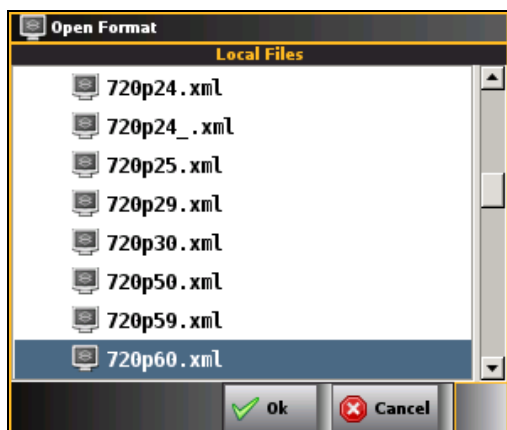 Open Format
Local Files
720p24.xml
720p24_.xml
720p25.xml
720p29.xml
720p30.xml
720p50.xml
720p59.xml
720p60.xml
Ok Cancel